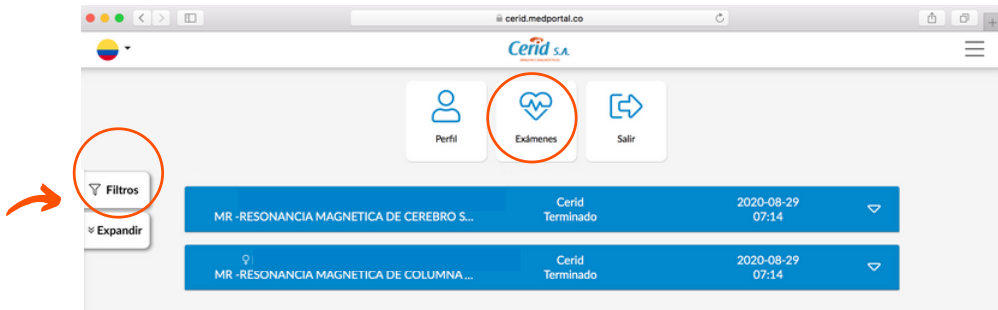 cerid.medportal.co
Cerid S.A.
Perfil
Exámenes
Salir
Filtros
Expandir
Cerid
2020-08-29
MR -RESONANCIA MAGNETICA DE CEREBRO S...
Terminado
07:14
Cerid
2020-08-29
MR -RESONANCIA MAGNETICA DE COLUMNA ...
Terminado
07:14